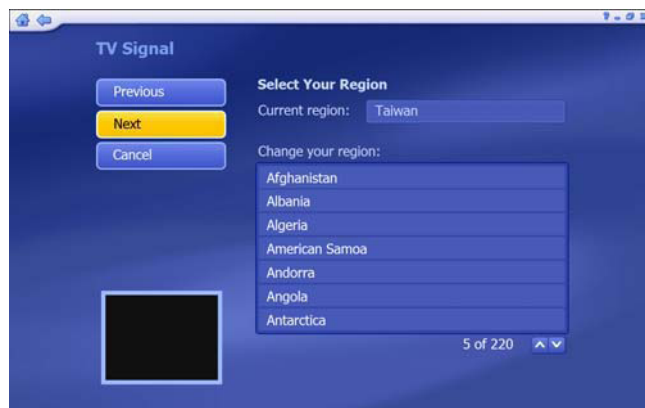 TV Signal
Previous
Next
Cancel
Select Your Region
Current region: Taiwan
Change your region:
Afghanistan
Albania
Algeria
American Samoa
Andorra
Angola
Antarctica
5 of 220